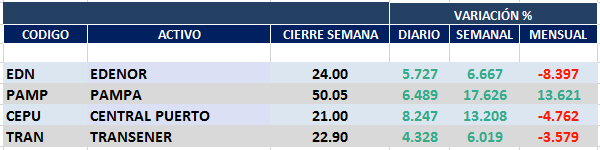 VARIACIÓN %
CODIGO ACTIVO CIERRE SEMANA DIARIO SEMANAL MENSUAL
EDN EDENOR 24.00 5.727 6.667 -8.397
PAMP PAMPA 50.05 6.489 17.626 13.621
CEPU CENTRAL PUERTO 21.00 8.247 13.208 -4.762
TRAN TRANSENER 22.90 4.328 6.019 -3.579